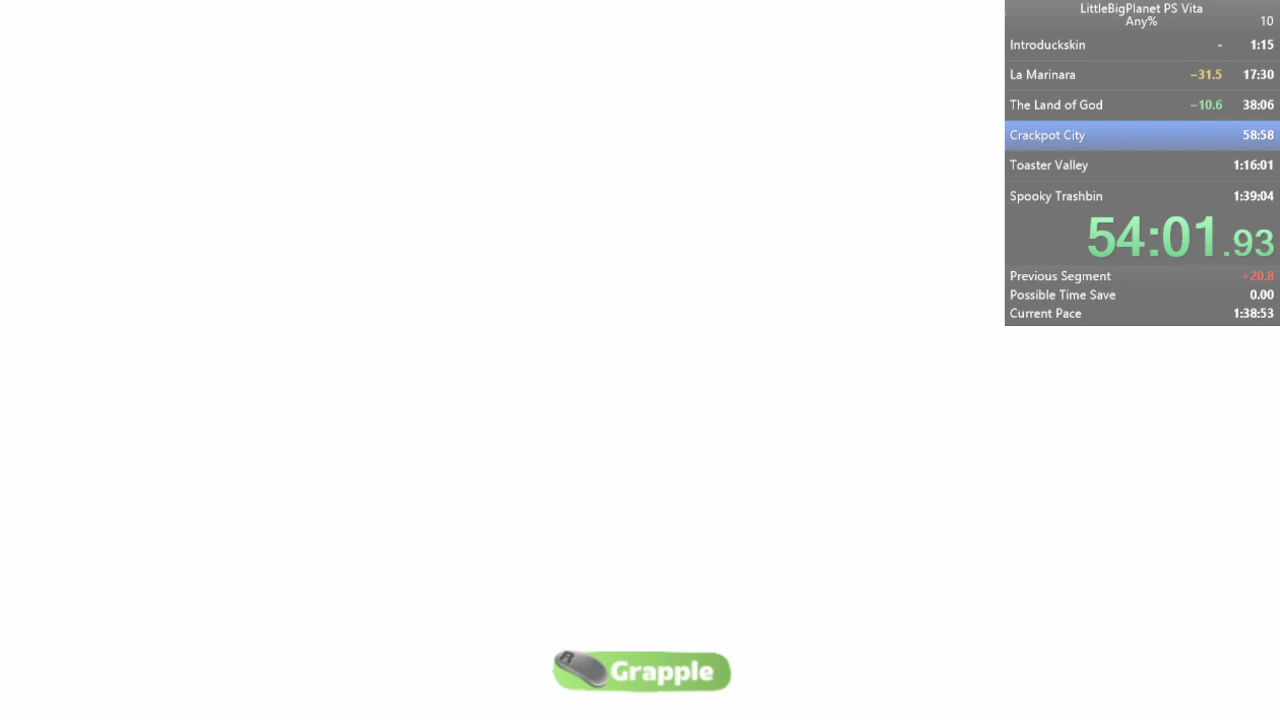 LittleBigPlanet PS Vita
Any% 10
Introduckskin - 1:15
La Marinara −31.5 17:30
The Land of God −10.6 38:06
Crackpot City 58:58
Toaster Valley 1:16:01
Spooky Trashbin 1:39:04
54:01.93
Previous Segment +20.8
Possible Time Save 0.00
Current Pace 1:38:53
R Grapple